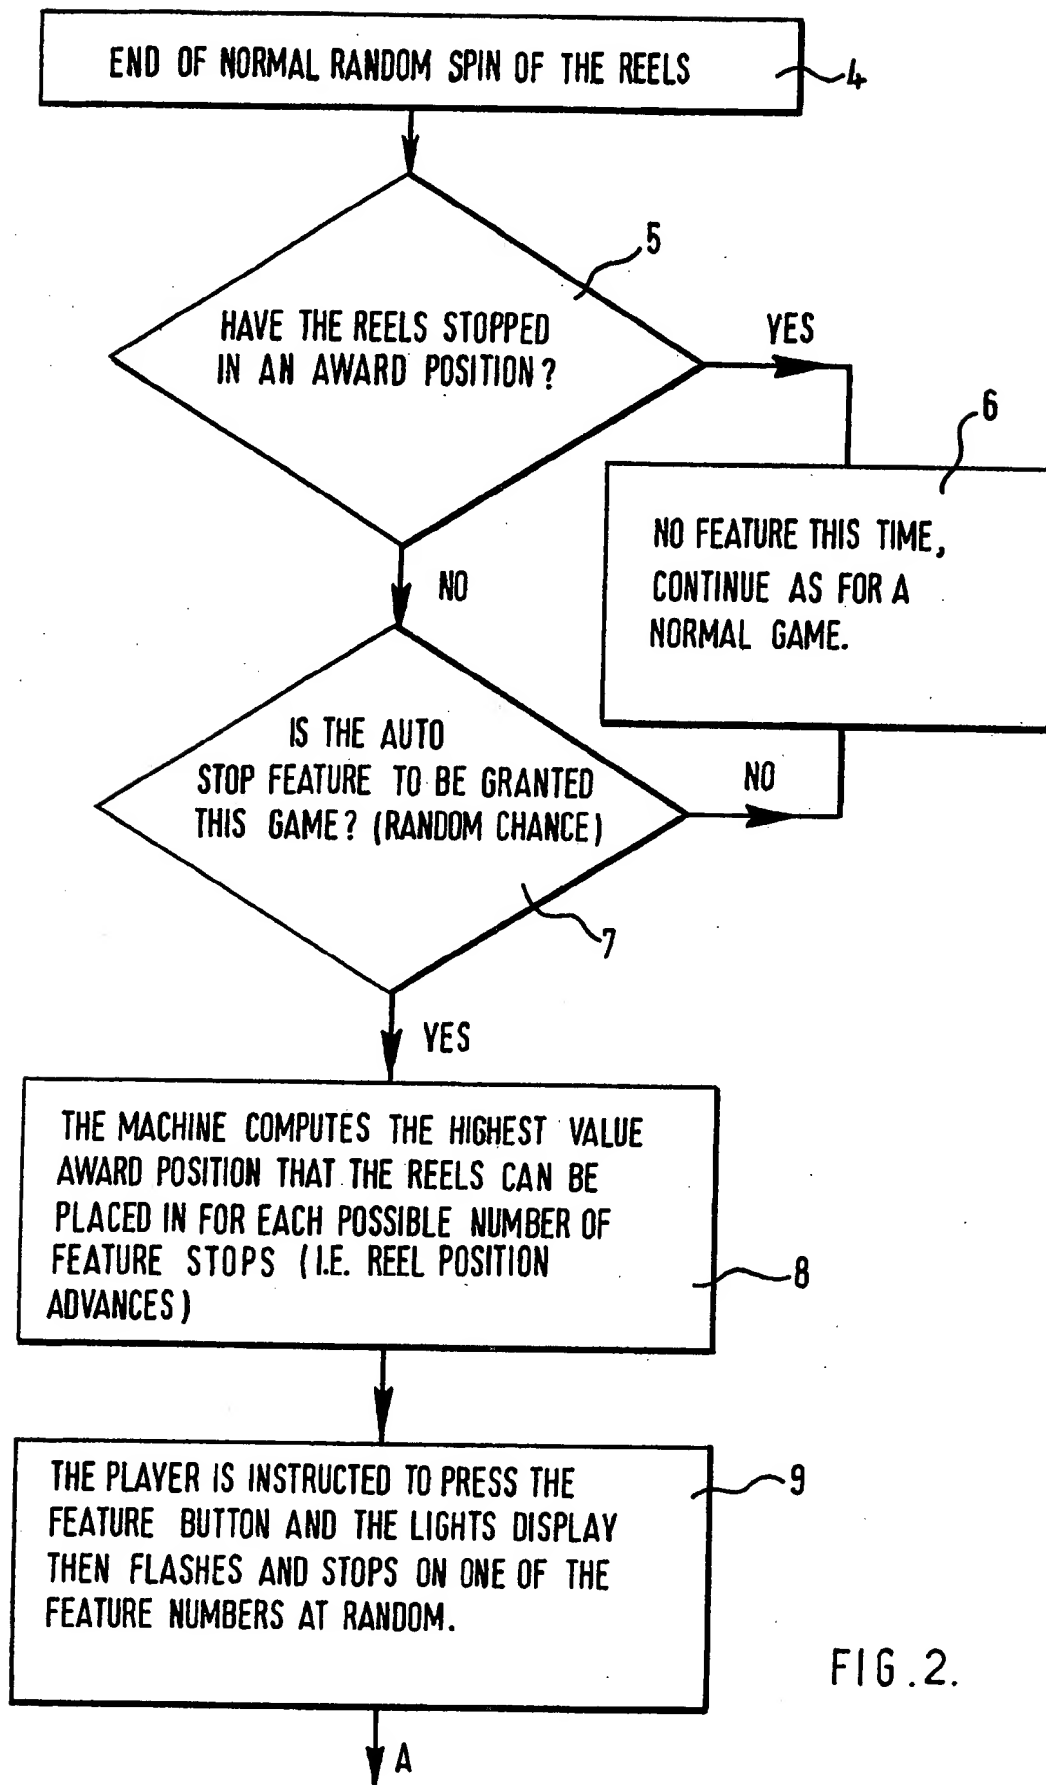 END OF NORMAL RANDOM SPIN OF THE REELS
4
5
HAVE THE REELS STOPPED
IN AN AWARD POSITION?
YES
6
NO FEATURE THIS TIME,
CONTINUE AS FOR A
NORMAL GAME.
NO
IS THE AUTO
STOP FEATURE TO BE GRANTED
THIS GAME? (RANDOM CHANCE)
NO
7
YES
THE MACHINE COMPUTES THE HIGHEST VALUE
AWARD POSITION THAT THE REELS CAN BE
PLACED IN FOR EACH POSSIBLE NUMBER OF
FEATURE STOPS (I.E. REEL POSITION
ADVANCES)
8
THE PLAYER IS INSTRUCTED TO PRESS THE
FEATURE BUTTON AND THE LIGHTS DISPLAY
THEN FLASHES AND STOPS ON ONE OF THE
FEATURE NUMBERS AT RANDOM.
9
FIG.2.
A